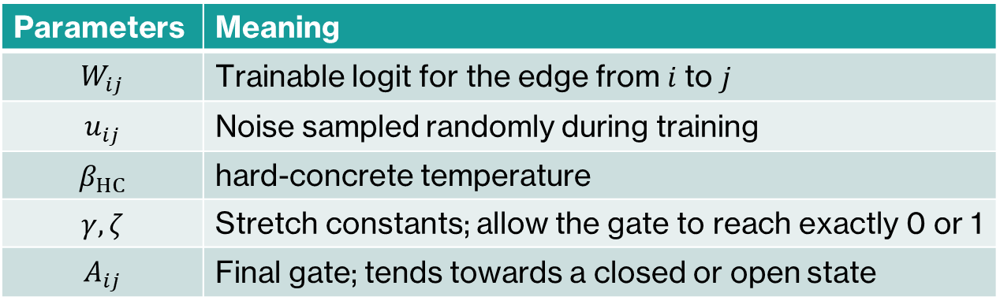 Parameters Meaning
W_ij Trainable logit for the edge from i to j
u_ij Noise sampled randomly during training
β_HC hard-concrete temperature
γ, ζ Stretch constants; allow the gate to reach exactly 0 or 1
A_ij Final gate; tends towards a closed or open state